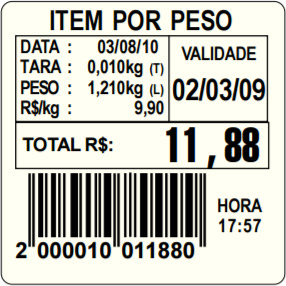 ITEM POR PESO
DATA : 03/08/10
TARA : 0,010kg (T)
PESO : 1,210kg (L)
R$/kg : 9,90
VALIDADE
02/03/09
TOTAL R$: 11,88
HORA
17:57
2 000010 011880